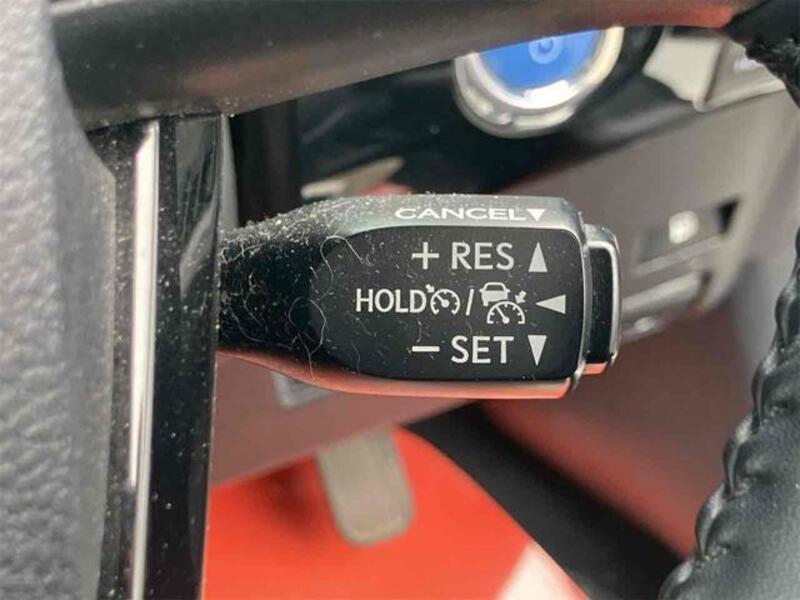 CANCEL▼
+ RES ▲
HOLD / ◀
− SET ▼